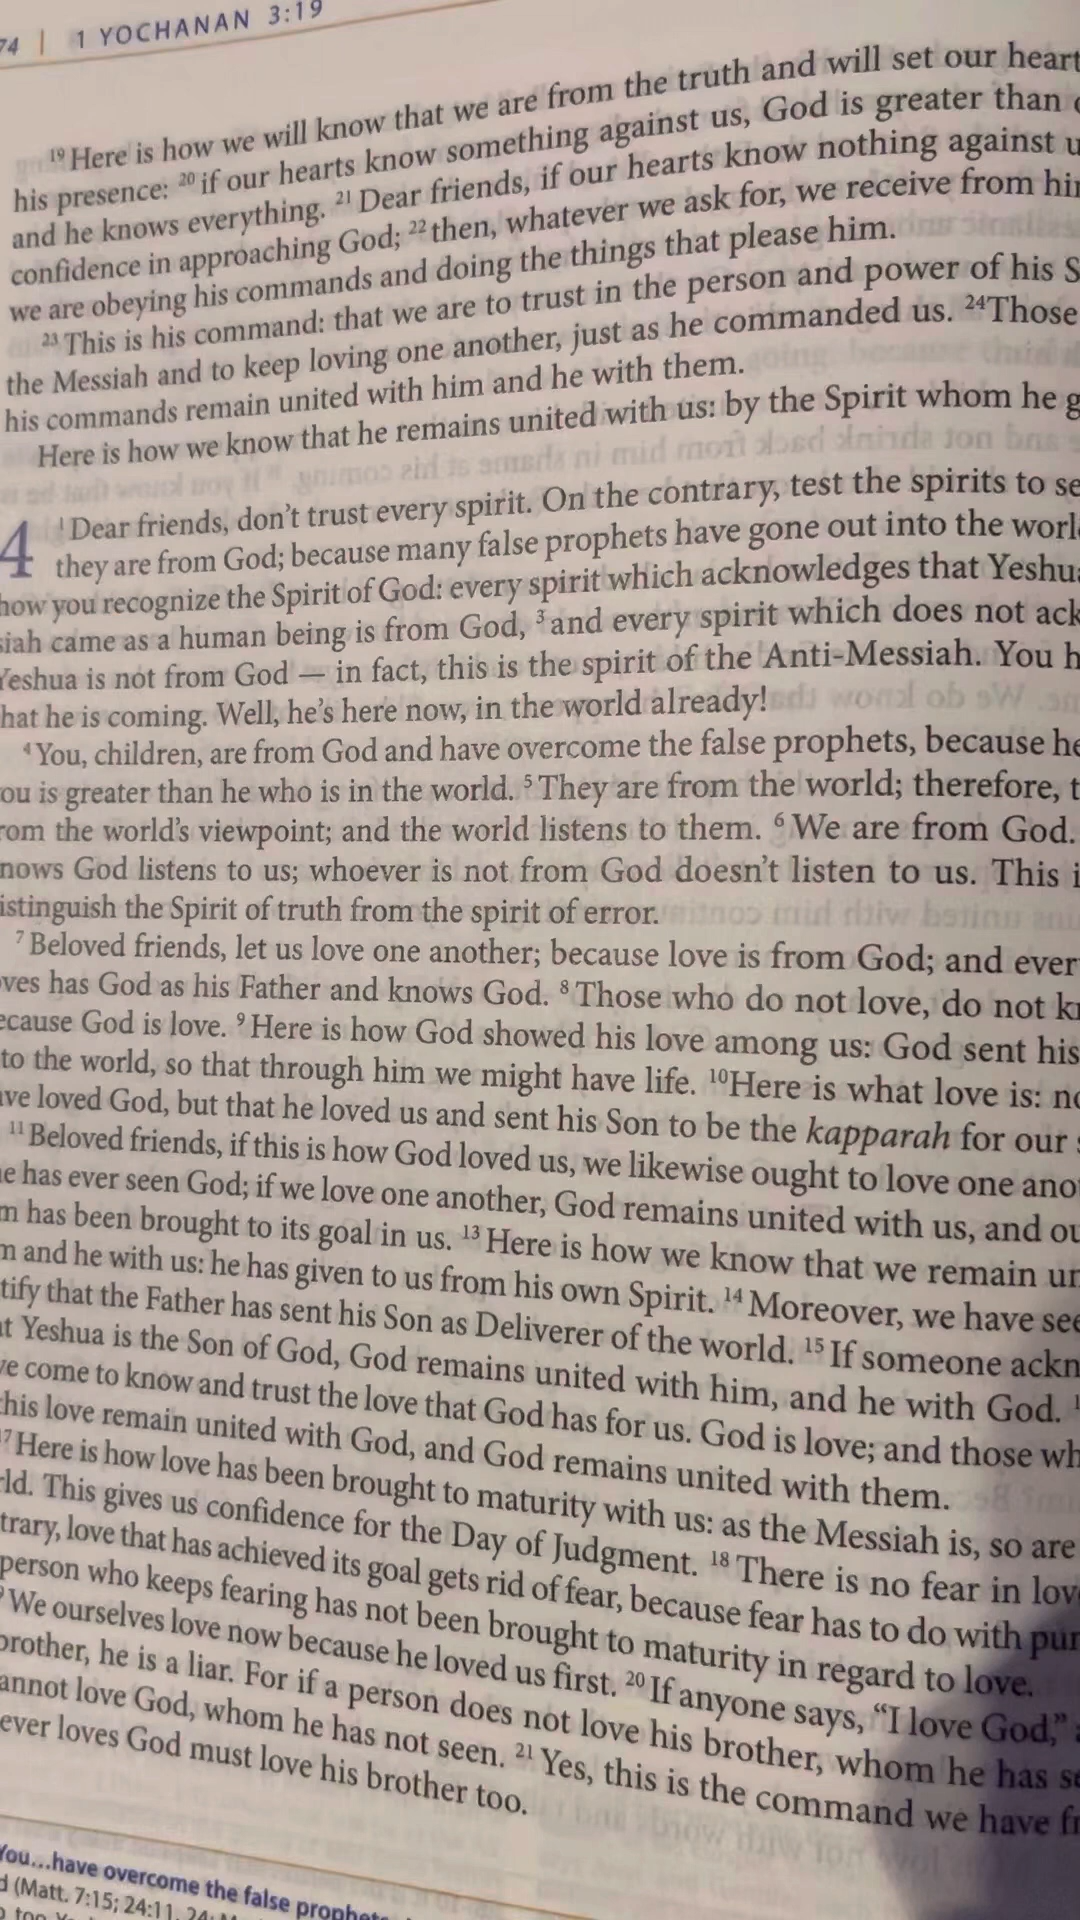 74 | 1 YOCHANAN 3:19
¹⁹ Here is how we will know that we are from the truth and will set our heart
his presence: ²⁰ if our hearts know something against us, God is greater than
and he knows everything. ²¹ Dear friends, if our hearts know nothing against u
confidence in approaching God; ²² then, whatever we ask for, we receive from hi
we are obeying his commands and doing the things that please him.
²³ This is his command: that we are to trust in the person and power of his S
the Messiah and to keep loving one another, just as he commanded us. ²⁴ Those
his commands remain united with him and he with them.
Here is how we know that he remains united with us: by the Spirit whom he g
4 ¹ Dear friends, don’t trust every spirit. On the contrary, test the spirits to se
they are from God; because many false prophets have gone out into the worl
how you recognize the Spirit of God: every spirit which acknowledges that Yeshua
siah came as a human being is from God, ³ and every spirit which does not ack
Yeshua is not from God — in fact, this is the spirit of the Anti-Messiah. You h
hat he is coming. Well, he’s here now, in the world already!
⁴ You, children, are from God and have overcome the false prophets, because he
ou is greater than he who is in the world. ⁵ They are from the world; therefore, t
rom the world’s viewpoint; and the world listens to them. ⁶ We are from God.
nows God listens to us; whoever is not from God doesn’t listen to us. This i
istinguish the Spirit of truth from the spirit of error.
⁷ Beloved friends, let us love one another; because love is from God; and ever
ves has God as his Father and knows God. ⁸ Those who do not love, do not k
ecause God is love. ⁹ Here is how God showed his love among us: God sent his
to the world, so that through him we might have life. ¹⁰ Here is what love is: no
ve loved God, but that he loved us and sent his Son to be the kapparah for our s
¹¹ Beloved friends, if this is how God loved us, we likewise ought to love one ano
e has ever seen God; if we love one another, God remains united with us, and ou
m has been brought to its goal in us. ¹³ Here is how we know that we remain un
m and he with us: he has given to us from his own Spirit. ¹⁴ Moreover, we have see
tify that the Father has sent his Son as Deliverer of the world. ¹⁵ If someone ackn
t Yeshua is the Son of God, God remains united with him, and he with God.
ve come to know and trust the love that God has for us. God is love; and those wh
this love remain united with God, and God remains united with them.
⁷ Here is how love has been brought to maturity with us: as the Messiah is, so are
rld. This gives us confidence for the Day of Judgment. ¹⁸ There is no fear in lov
trary, love that has achieved its goal gets rid of fear, because fear has to do with pun
person who keeps fearing has not been brought to maturity in regard to love.
⁹ We ourselves love now because he loved us first. ²⁰ If anyone says, “I love God,”
brother, he is a liar. For if a person does not love his brother, whom he has se
annot love God, whom he has not seen. ²¹ Yes, this is the command we have fr
ever loves God must love his brother too.
You...have overcome the false prophets
d (Matt. 7:15; 24:11, 24;